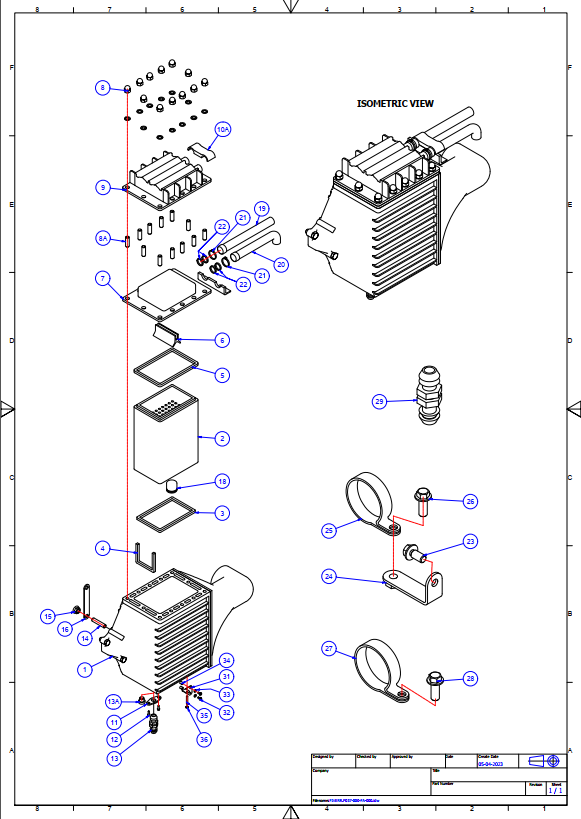 8 7 6 5 4 3 2 1
F F
8
ISOMETRIC VIEW
10A
9
E E
19
22 21
8A
20
21
7
22
6
D D
5
29
2
C C
18
26
25
3
23
4
24
B B
15
16
14
27
34
1
31
28
13A
33
11
32
35
12
36
13
A A
Designed by Checked by Approved by Date Create Date
05-04-2023
Company Title
Part Number Revision Sheet
1 / 1
8 7 6 5 4 3 2 1